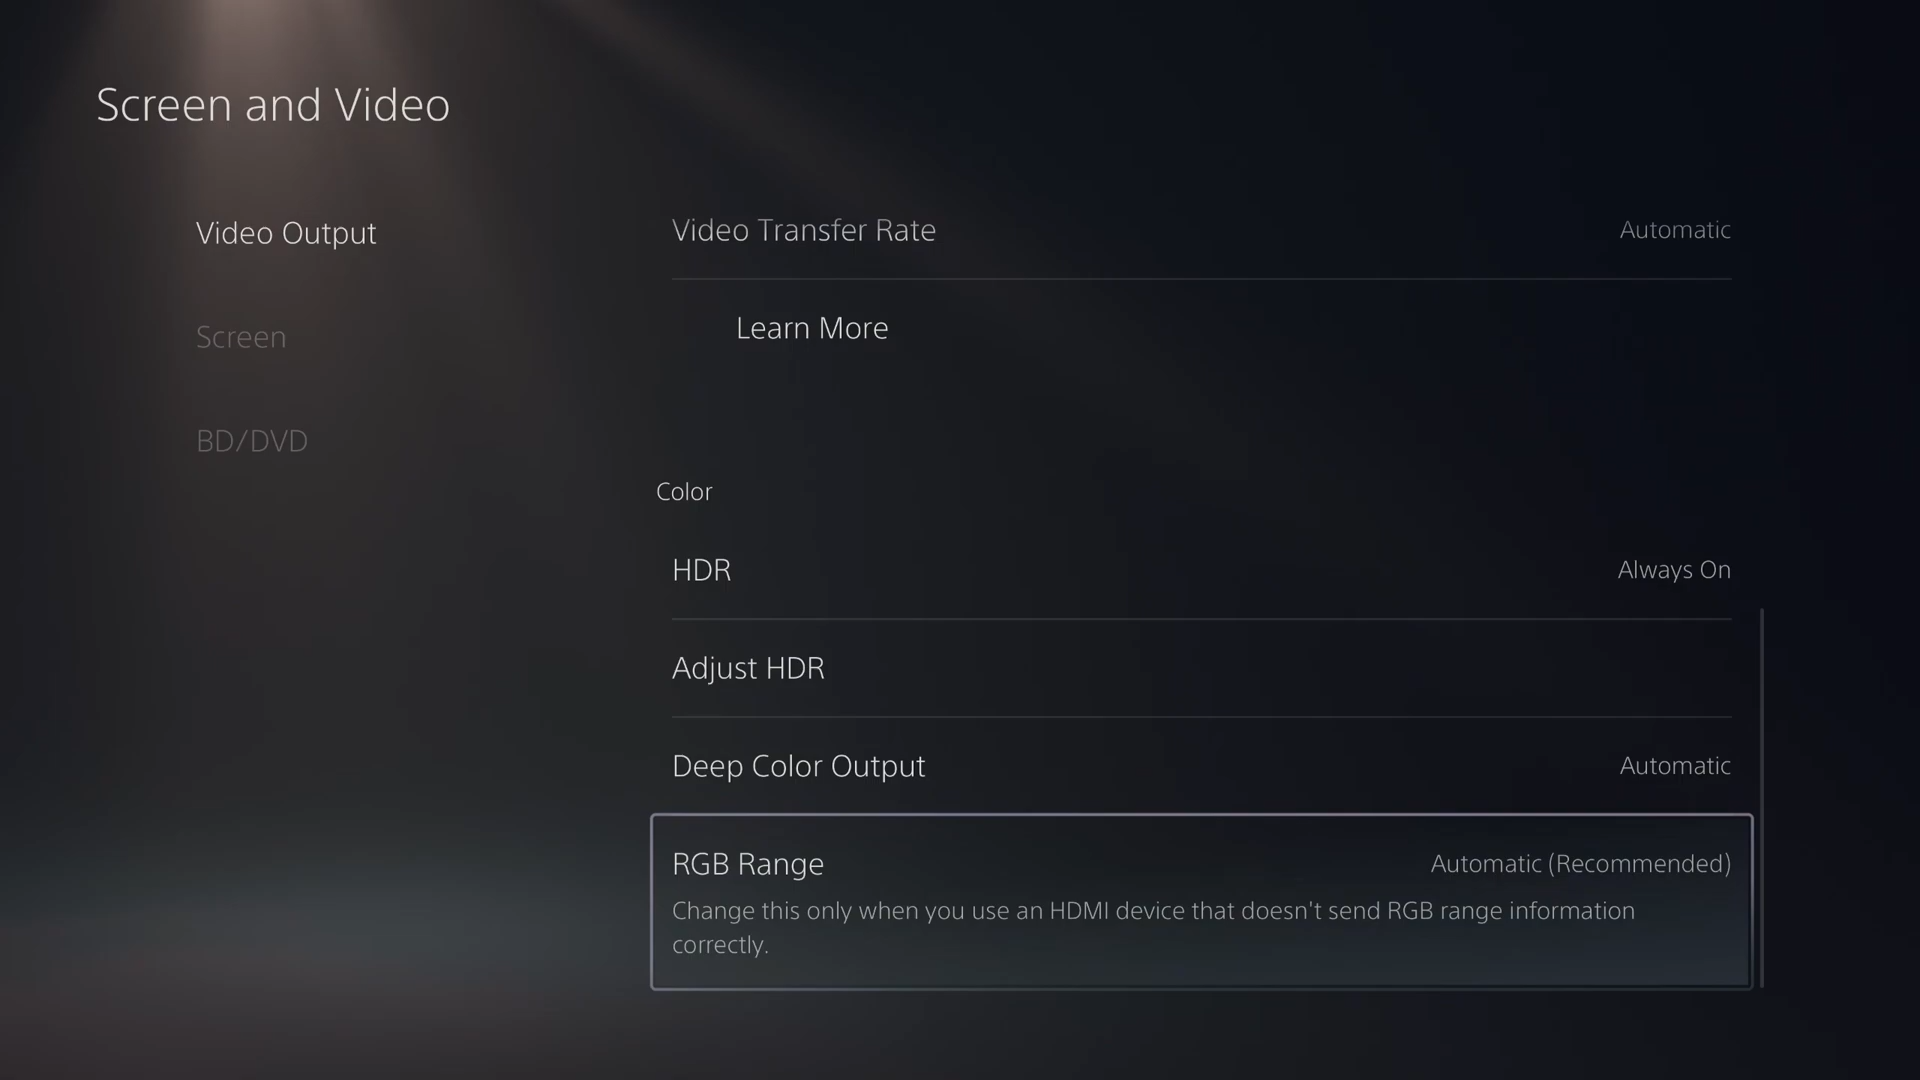 Screen and Video
Video Output
Screen
BD/DVD
Video Transfer Rate
Automatic
Learn More
Color
HDR
Always On
Adjust HDR
Deep Color Output
Automatic
RGB Range
Automatic (Recommended)
Change this only when you use an HDMI device that doesn't send RGB range information
correctly.